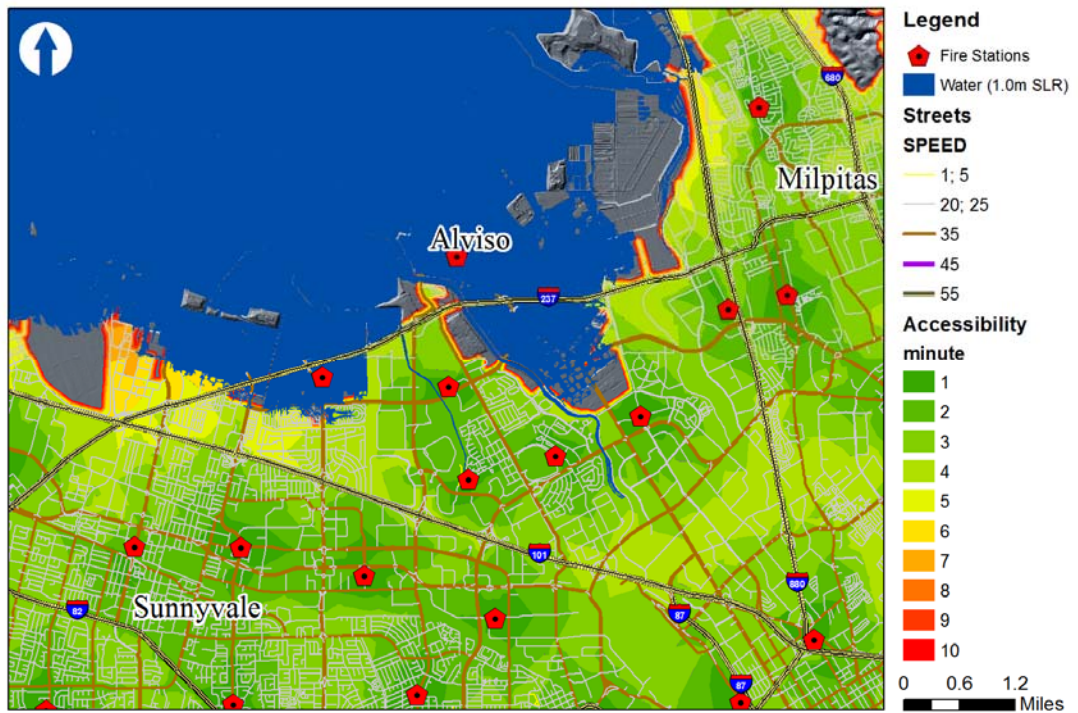 Alviso
Milpitas
Sunnyvale
680
237
101
880
82
87
87
Legend
Fire Stations
Water (1.0m SLR)
Streets
SPEED
1; 5
20; 25
35
45
55
Accessibility
minute
1
2
3
4
5
6
7
8
9
10
0 0.6 1.2
Miles